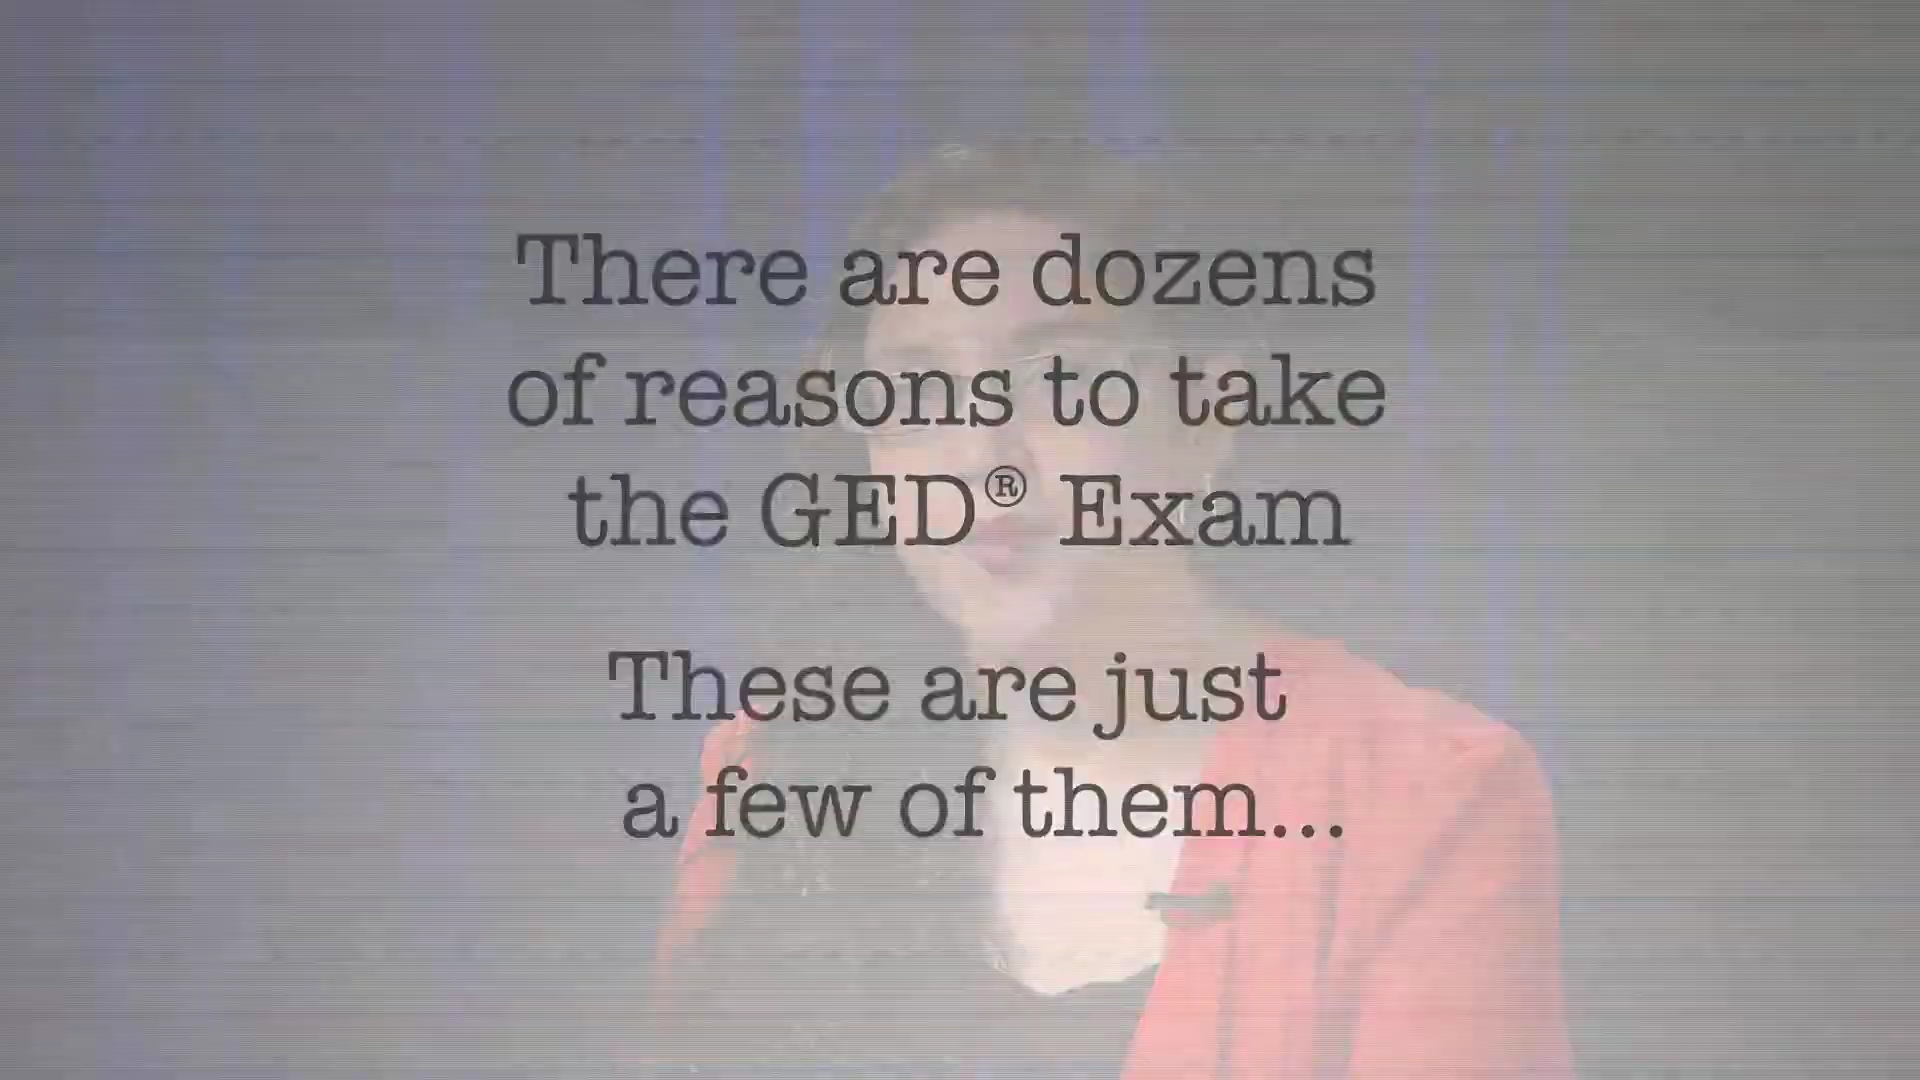 There are dozens
of reasons to take
the GED® Exam
These are just
a few of them...